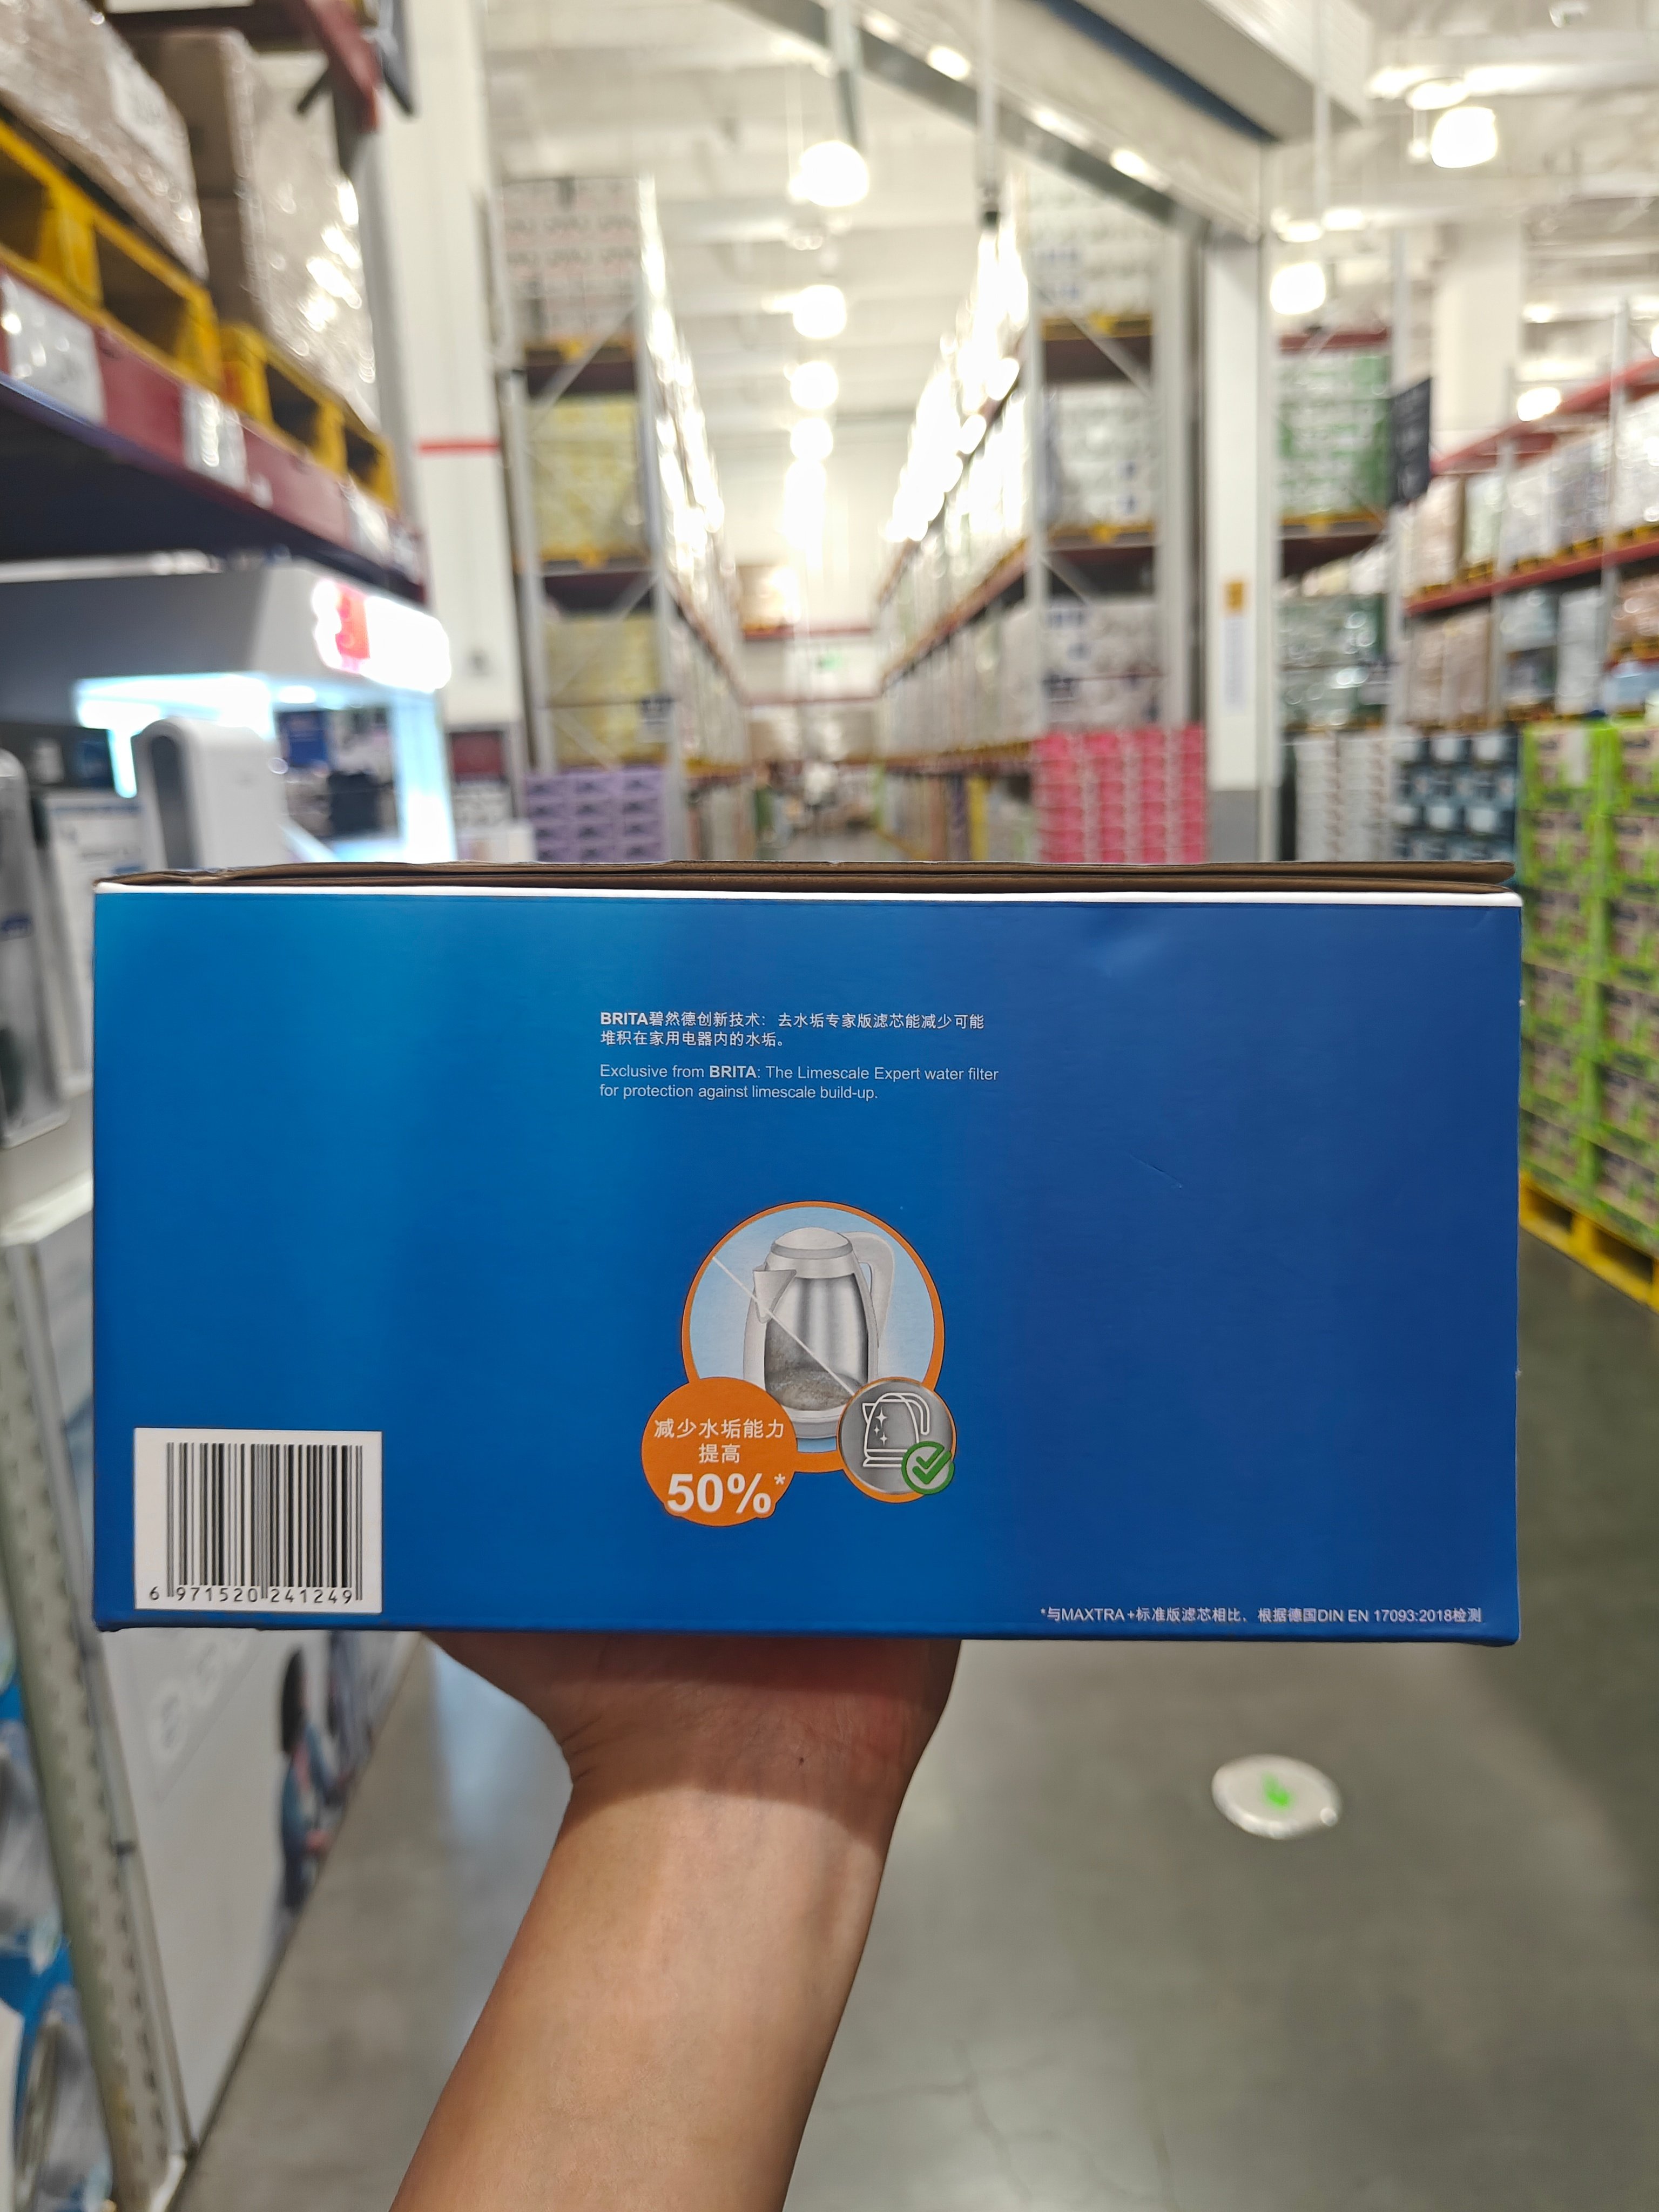 BRITA碧然德创新技术：去水垢专家版滤芯能减少可能
堆积在家用电器内的水垢。
Exclusive from BRITA: The Limescale Expert water filter
for protection against limescale build-up.
减少水垢能力
提高
50%*
6 971520 241249
*与MAXTRA+标准版滤芯相比，根据德国DIN EN 17093:2018检测